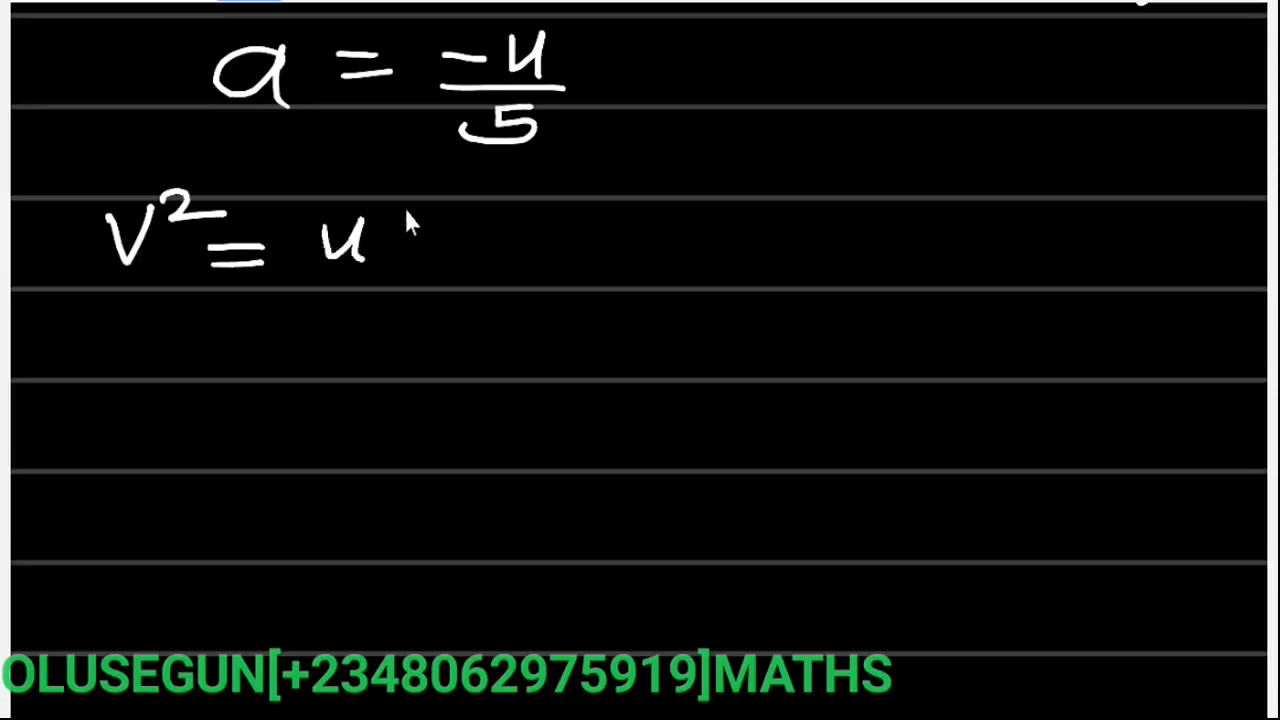 a = -u/5
v² = u
OLUSEGUN[+2348062975919]MATHS